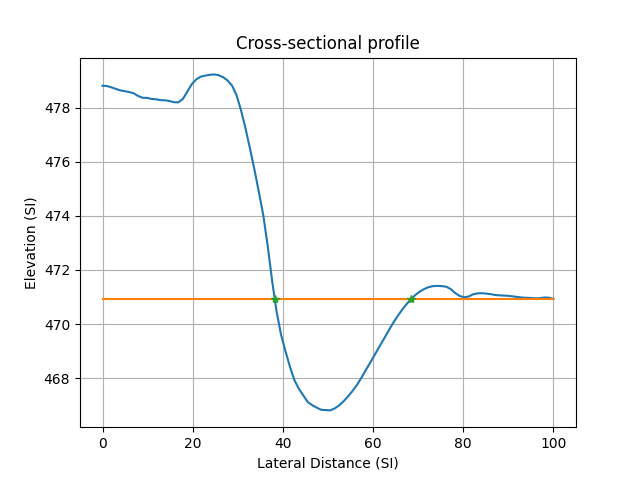 Cross-sectional profile
Elevation (SI)
478
476
474
472
470
468
0 20 40 60 80 100
Lateral Distance (SI)